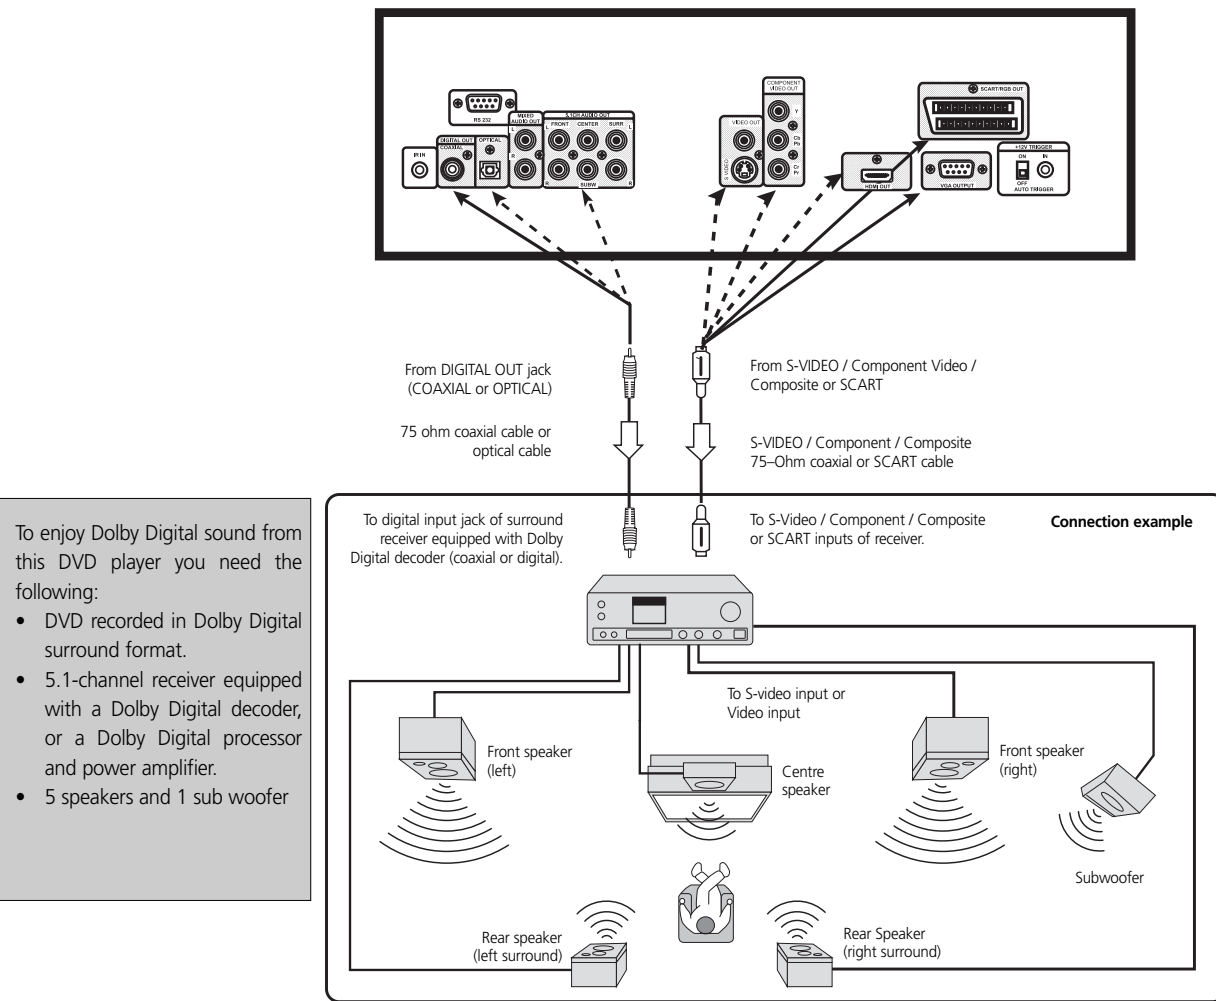 COMPONENT
VIDEO OUT
SCART/RGB OUT
RS 232
MIXED
AUDIO OUT
5.1CH AUDIO OUT
FRONT CENTER SURR
L L L
VIDEO OUT
Y
DIGITAL OUT
COAXIAL
OPTICAL
IR IN
Cb
Pb
+12V TRIGGER
ON IN
R
S VIDEO
Cr
Pr
R SUBW R
HDMI OUT
VGA OUTPUT
OFF
AUTO TRIGGER
From DIGITAL OUT jack
(COAXIAL or OPTICAL)
75 ohm coaxial cable or
optical cable
From S-VIDEO / Component Video /
Composite or SCART
S-VIDEO / Component / Composite
75–Ohm coaxial or SCART cable
To enjoy Dolby Digital sound from
this DVD player you need the
following:
• DVD recorded in Dolby Digital
surround format.
• 5.1-channel receiver equipped
with a Dolby Digital decoder,
or a Dolby Digital processor
and power amplifier.
• 5 speakers and 1 sub woofer
To digital input jack of surround
receiver equipped with Dolby
Digital decoder (coaxial or digital).
To S-Video / Component / Composite
or SCART inputs of receiver.
Connection example
To S-video input or
Video input
Front speaker
(left)
Centre
speaker
Front speaker
(right)
Subwoofer
Rear speaker
(left surround)
Rear Speaker
(right surround)